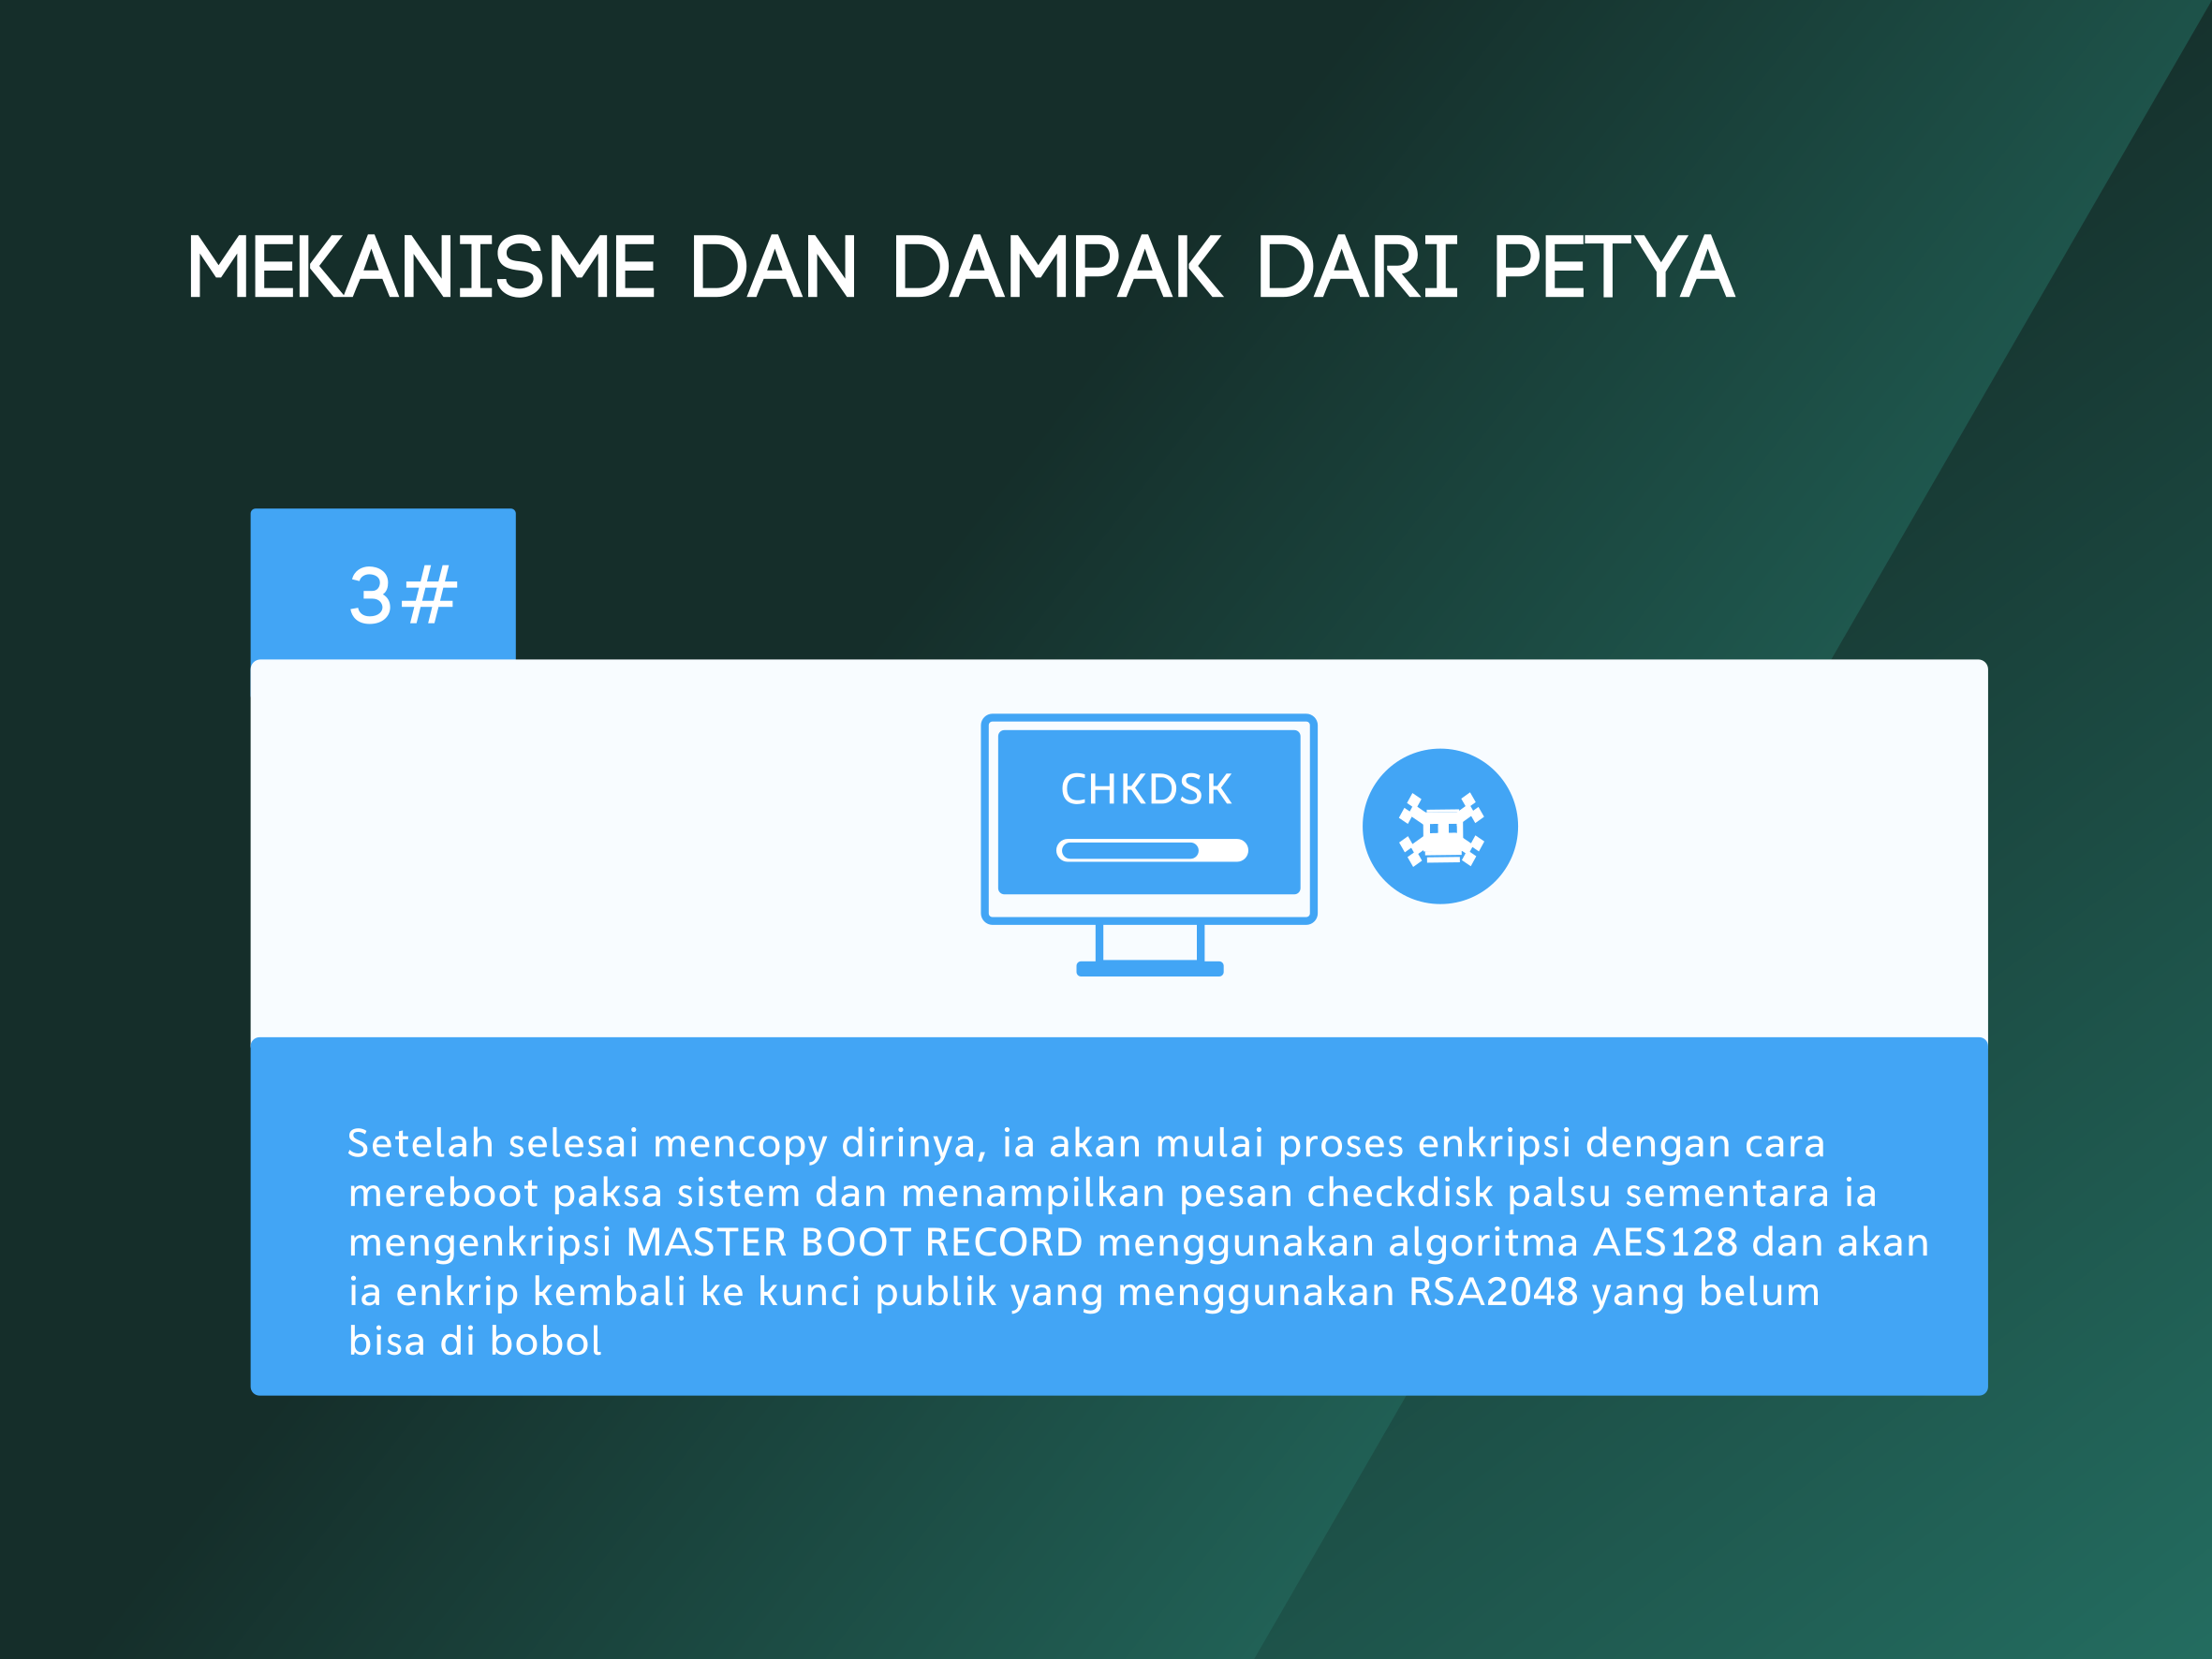 MEKANISME DAN DAMPAK DARI PETYA
3#
CHKDSK
Setelah selesai mencopy diriny, ia akan mulai prosen enkripsi dengan cara
mereboot paksa sistem dan menampilkan pesan checkdisk palsu sementara ia
mengenkripsi MASTER BOOT RECORD menggunakan algoritma AES128 dan akan
ia enkrip kembali ke kunci publik yang menggunakan RSA2048 yang belum
bisa di bobol